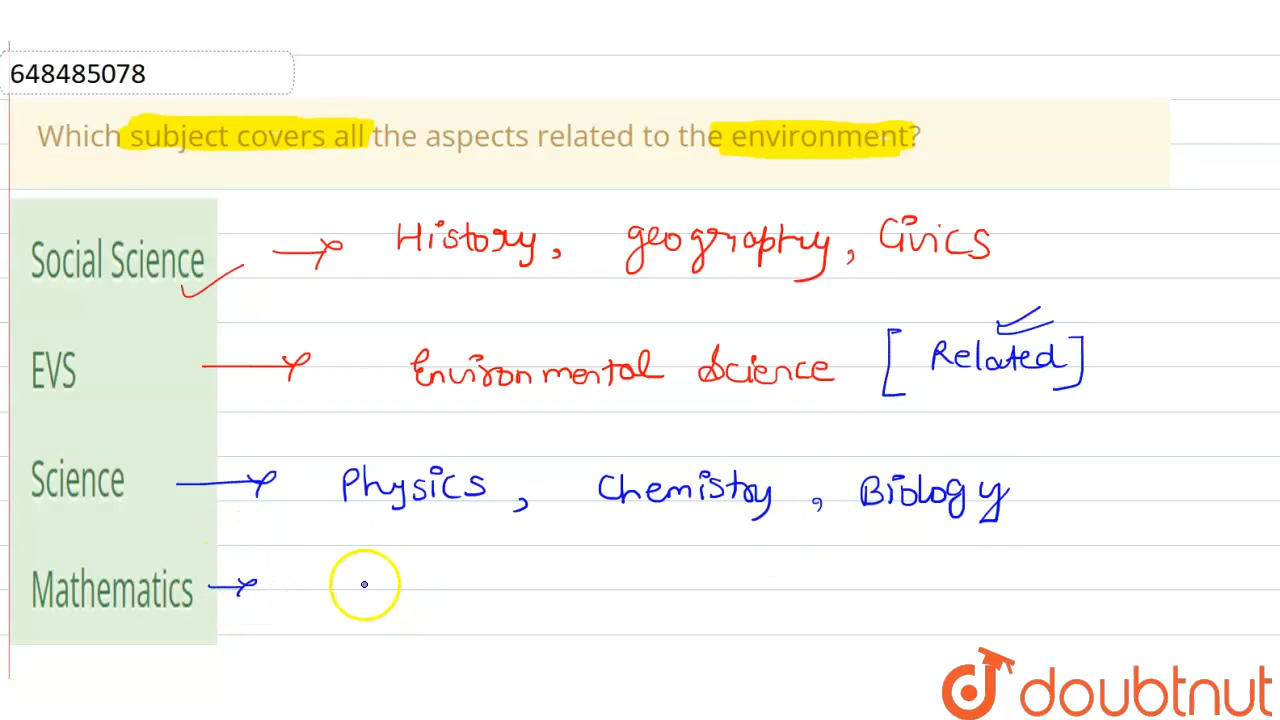 648485078
Which subject covers all the aspects related to the environment?
Social Science → History, geography, Civics
EVS → Environmental Science [Related]
Science → Physics, Chemistry, Biology
Mathematics →
doubtnut